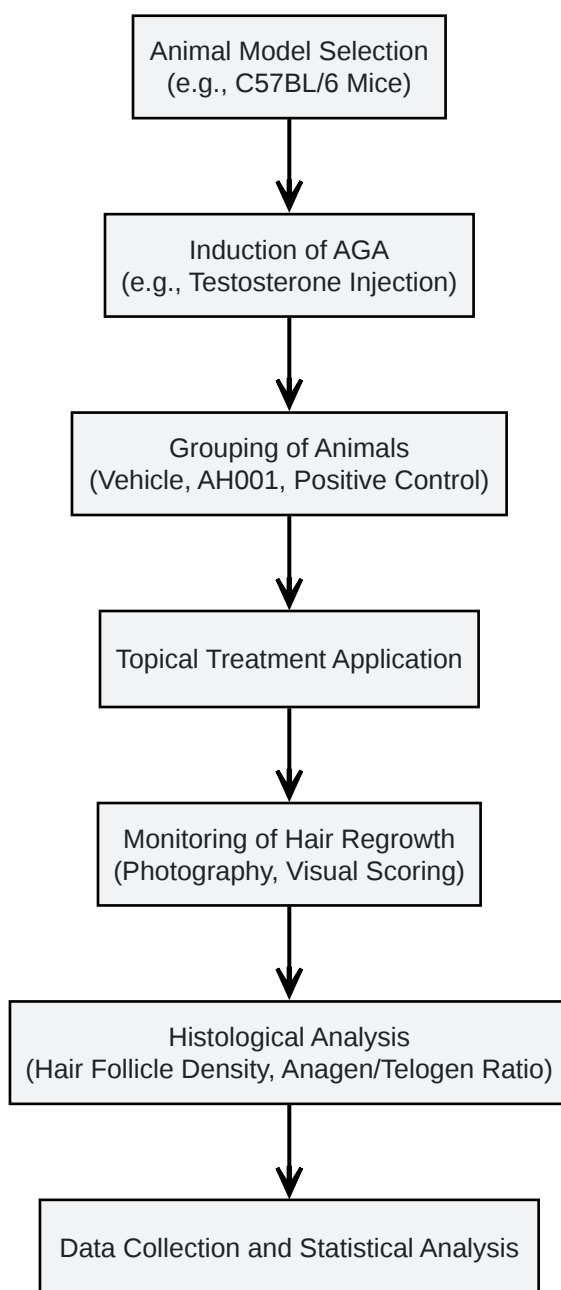 Animal Model Selection
(e.g., C57BL/6 Mice)
Induction of AGA
(e.g., Testosterone Injection)
Grouping of Animals
(Vehicle, AH001, Positive Control)
Topical Treatment Application
Monitoring of Hair Regrowth
(Photography, Visual Scoring)
Histological Analysis
(Hair Follicle Density, Anagen/Telogen Ratio)
Data Collection and Statistical Analysis